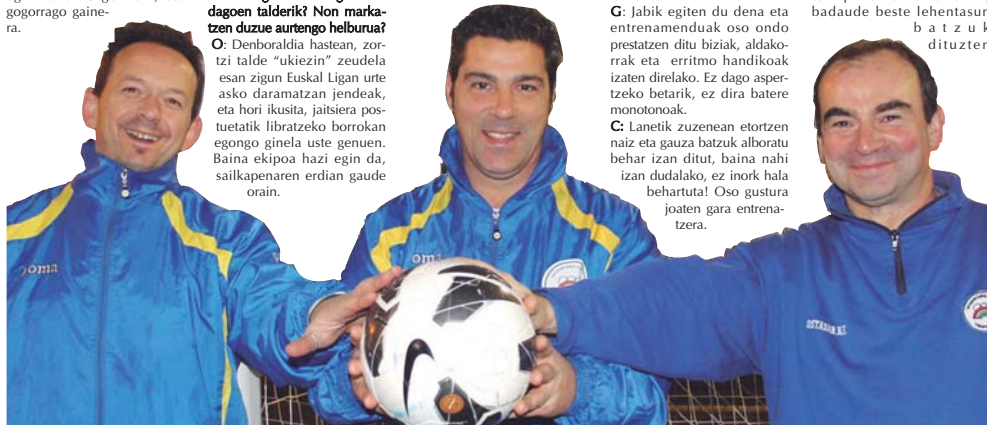 gogorrago gaine-
ra.
dagoen talderik? Non marka-
tzen duzue aurtengo helburua?
O: Denboraldia hastean, zor-
tzi talde “ukiezin” zeudela
esan zigun Euskal Ligan urte
asko daramatzan jendeak,
eta hori ikusita, jaitsiera pos-
tuetatik libratzeko borrokan
egongo ginela uste genuen.
Baina ekipoa hazi egin da,
sailkapenaren erdian gaude
orain.
G: Jabik egiten du dena eta
entrenamenduak oso ondo
prestatzen ditu biziak, aldako-
rrak eta erritmo handikoak
izaten direlako. Ez dago asper-
tzeko betarik, ez dira batere
monotonoak.
C: Lanetik zuzenean etortzen
naiz eta gauza batzuk alboratu
behar izan ditut, baina nahi
izan dudalako, ez inork hala
behartuta! Oso gustura
joaten gara entrena-
tzera.
badaude beste lehentasun
batzuk
dituzten
Joma
Joma